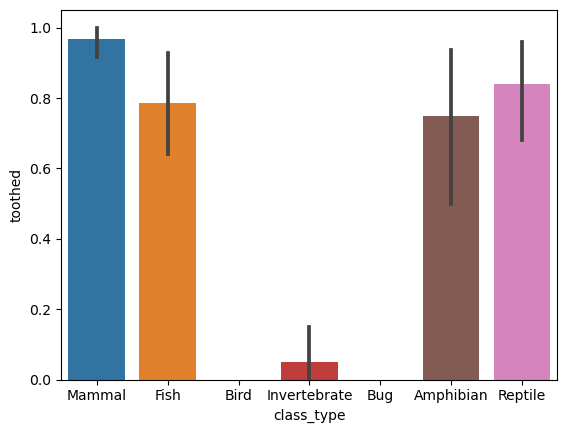 1.0
0.8
0.6
0.4
0.2
0.0
toothed
Mammal Fish Bird Invertebrate Bug Amphibian Reptile
class_type